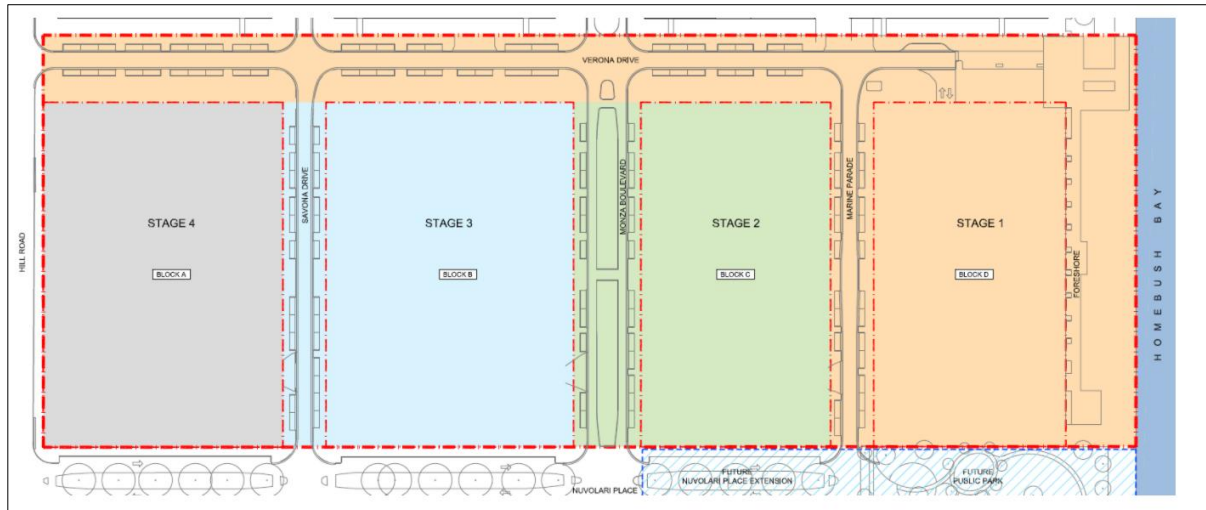 VERONA DRIVE
HILL ROAD
STAGE 4
BLOCK A
SAVONA DRIVE
STAGE 3
BLOCK B
MONZA BOULEVARD
STAGE 2
BLOCK C
MARINE PARADE
STAGE 1
BLOCK D
FORESHORE
HOMEBUSH BAY
NUVOLARI PLACE
FUTURE
NUVOLARI PLACE EXTENSION
FUTURE
PUBLIC PARK